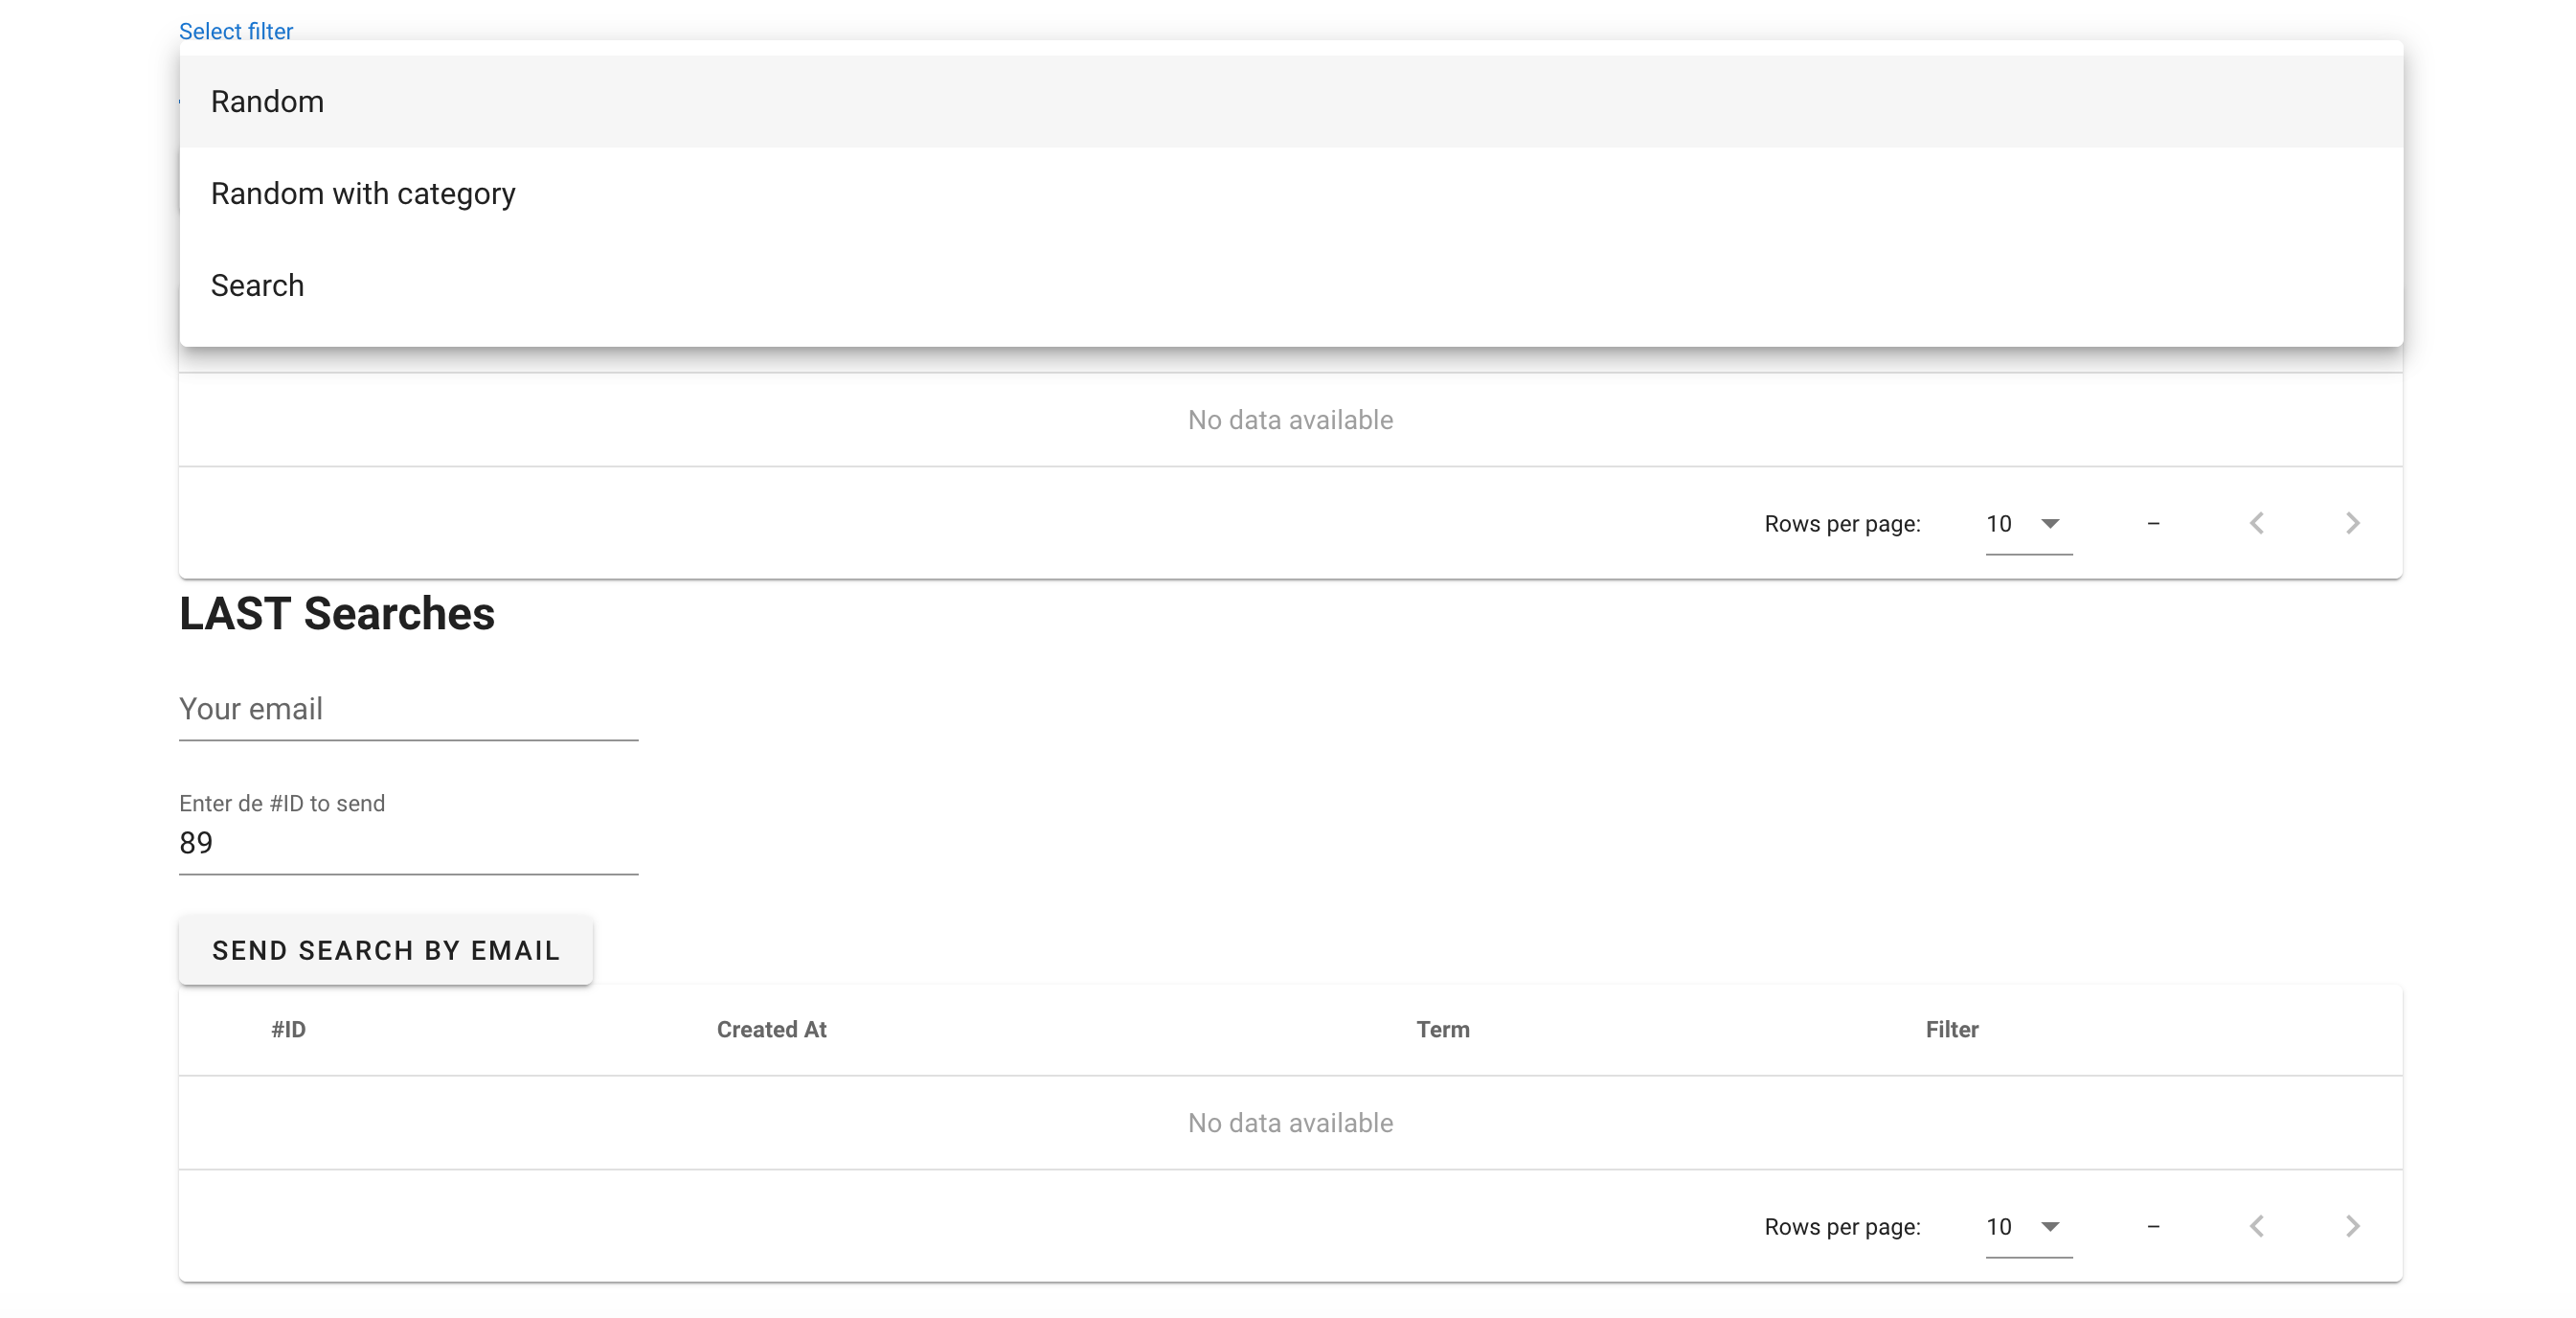 Select filter
Random
Random with category
Search
No data available
Rows per page: 10 –
LAST Searches
Your email
Enter de #ID to send
89
SEND SEARCH BY EMAIL
#ID Created At Term Filter
No data available
Rows per page: 10 –